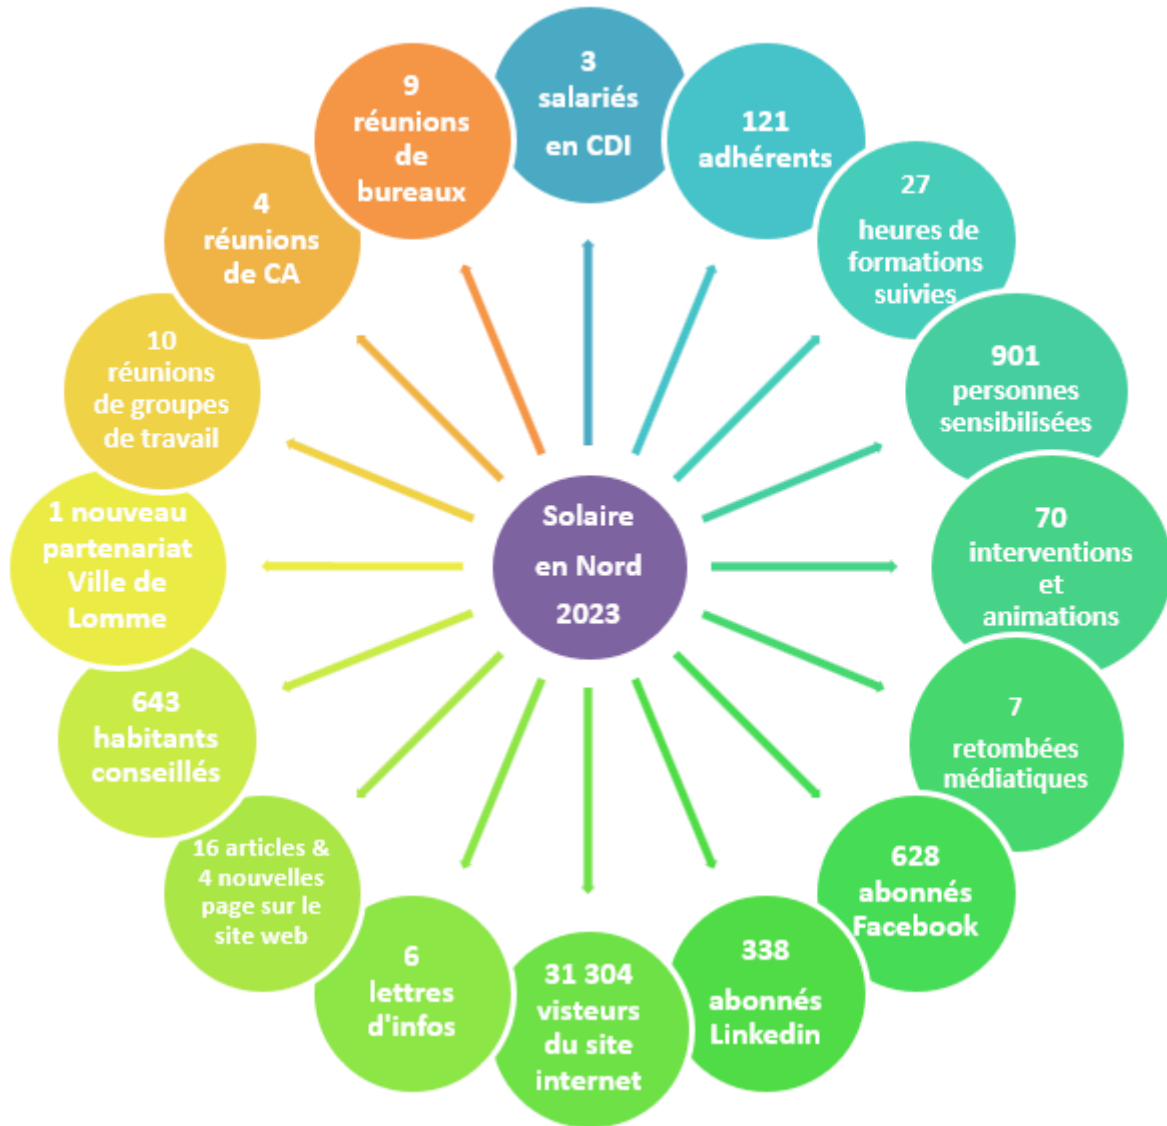 3
salariés
en CDI
121
adhérents
27
heures de
formations
suivies
901
personnes
sensibilisées
70
interventions
et
animations
7
retombées
médiatiques
628
abonnés
Facebook
338
abonnés
Linkedin
31 304
visteurs
du site
internet
6
lettres
d'infos
16 articles &
4 nouvelles
page sur le
site web
643
habitants
conseillés
1 nouveau
partenariat
Ville de
Lomme
10
réunions
de groupes
de travail
4
réunions
de CA
9
réunions
de
bureaux
Solaire
en Nord
2023